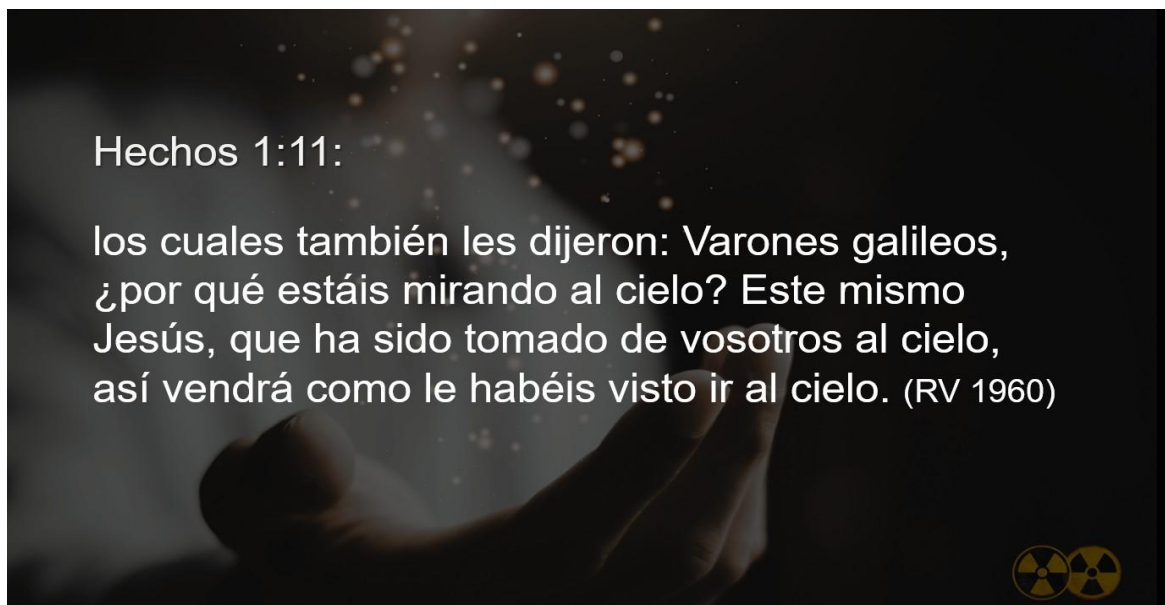 Hechos 1:11:
los cuales también les dijeron: Varones galileos,
¿por qué estáis mirando al cielo? Este mismo
Jesús, que ha sido tomado de vosotros al cielo,
así vendrá como le habéis visto ir al cielo. (RV 1960)